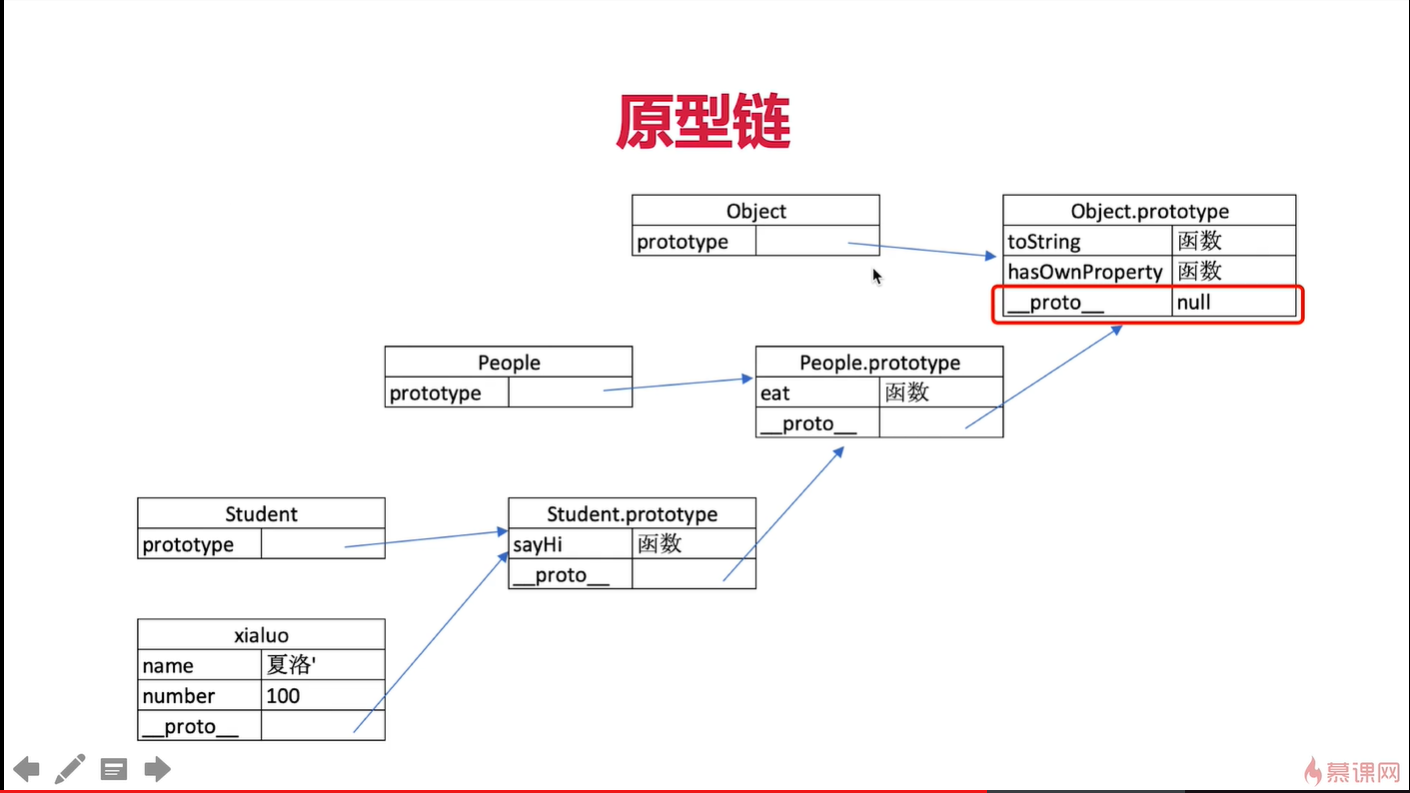 原型链
Object
prototype
Object.prototype
toString 函数
hasOwnProperty 函数
__proto__ null
People
prototype
People.prototype
eat 函数
__proto__
Student
prototype
Student.prototype
sayHi 函数
__proto__
xialuo
name 夏洛'
number 100
__proto__
慕课网